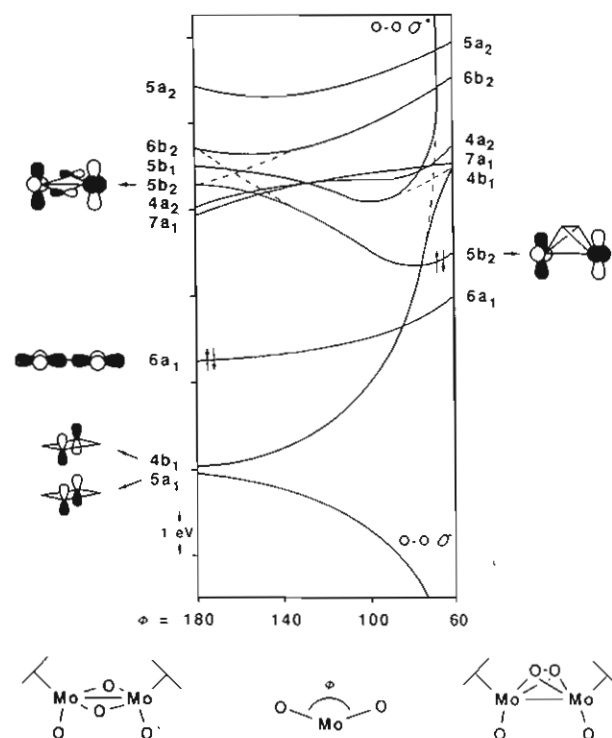 O-O σ*
5a2
6b2
5b1
5b2
4a2
7a1
6a1
4b1
5a1
1 eV
5a2
6b2
4a2
7a1
4b1
5b2
6a1
O-O σ
Φ = 180 140 100 60
Mo O Mo
O
O O
Φ
O Mo O
O-O
Mo Mo
O O